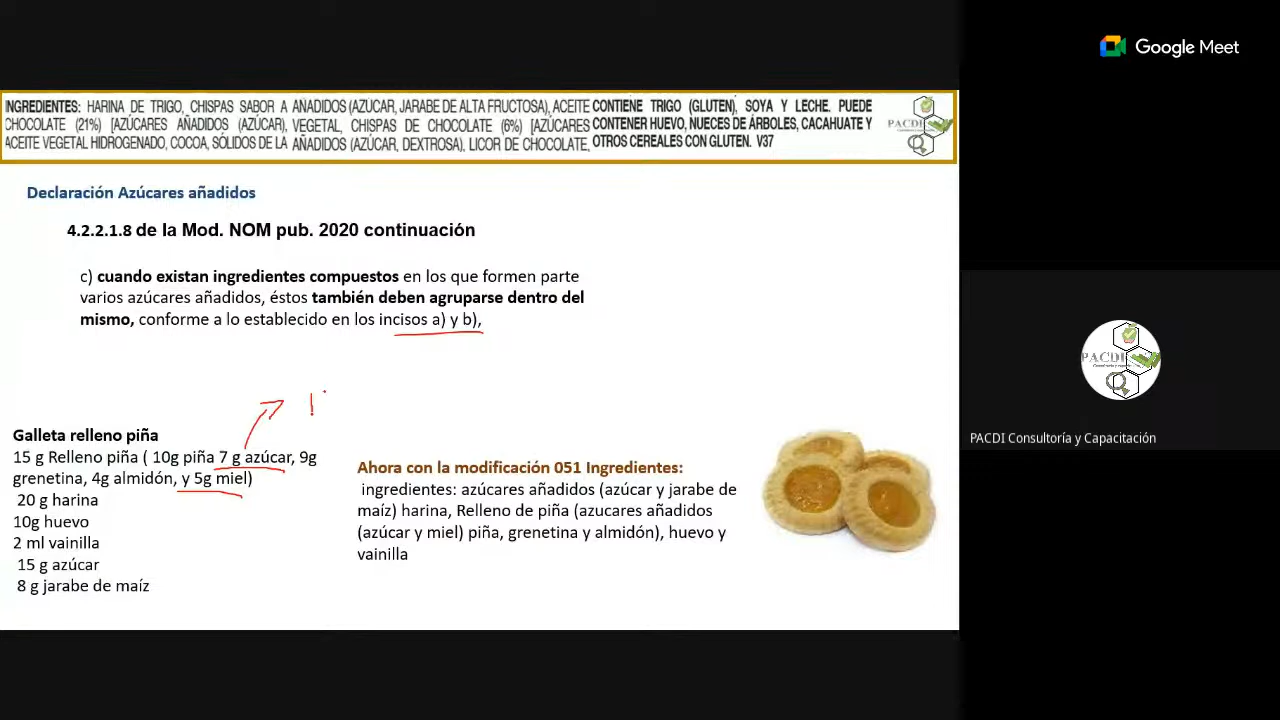 Google Meet
INGREDIENTES: HARINA DE TRIGO, CHISPAS SABOR A
CHOCOLATE (21%) [AZÚCARES AÑADIDOS (AZÚCAR),
ACEITE VEGETAL HIDROGENADO, COCOA, SÓLIDOS DE LA
AÑADIDOS (AZÚCAR, JARABE DE ALTA FRUCTOSA), ACEITE
VEGETAL, CHISPAS DE CHOCOLATE (6%) [AZÚCARES
AÑADIDOS (AZÚCAR, DEXTROSA), LICOR DE CHOCOLATE,
CONTIENE TRIGO (GLUTEN), SOYA Y LECHE. PUEDE
CONTENER HUEVO, NUECES DE ÁRBOLES, CACAHUATE Y
OTROS CEREALES CON GLUTEN. V37
PACDI
Declaración Azúcares añadidos
4.2.2.1.8 de la Mod. NOM pub. 2020 continuación
c) cuando existan ingredientes compuestos en los que formen parte
varios azúcares añadidos, éstos también deben agruparse dentro del
mismo, conforme a lo establecido en los incisos a) y b),
Galleta relleno piña
15 g Relleno piña ( 10g piña 7 g azúcar, 9g
grenetina, 4g almidón, y 5g miel)
20 g harina
10g huevo
2 ml vainilla
15 g azúcar
8 g jarabe de maíz
Ahora con la modificación 051 Ingredientes:
ingredientes: azúcares añadidos (azúcar y jarabe de
maíz) harina, Relleno de piña (azucares añadidos
(azúcar y miel) piña, grenetina y almidón), huevo y
vainilla
PACDI
PACDI Consultoría y Capacitación